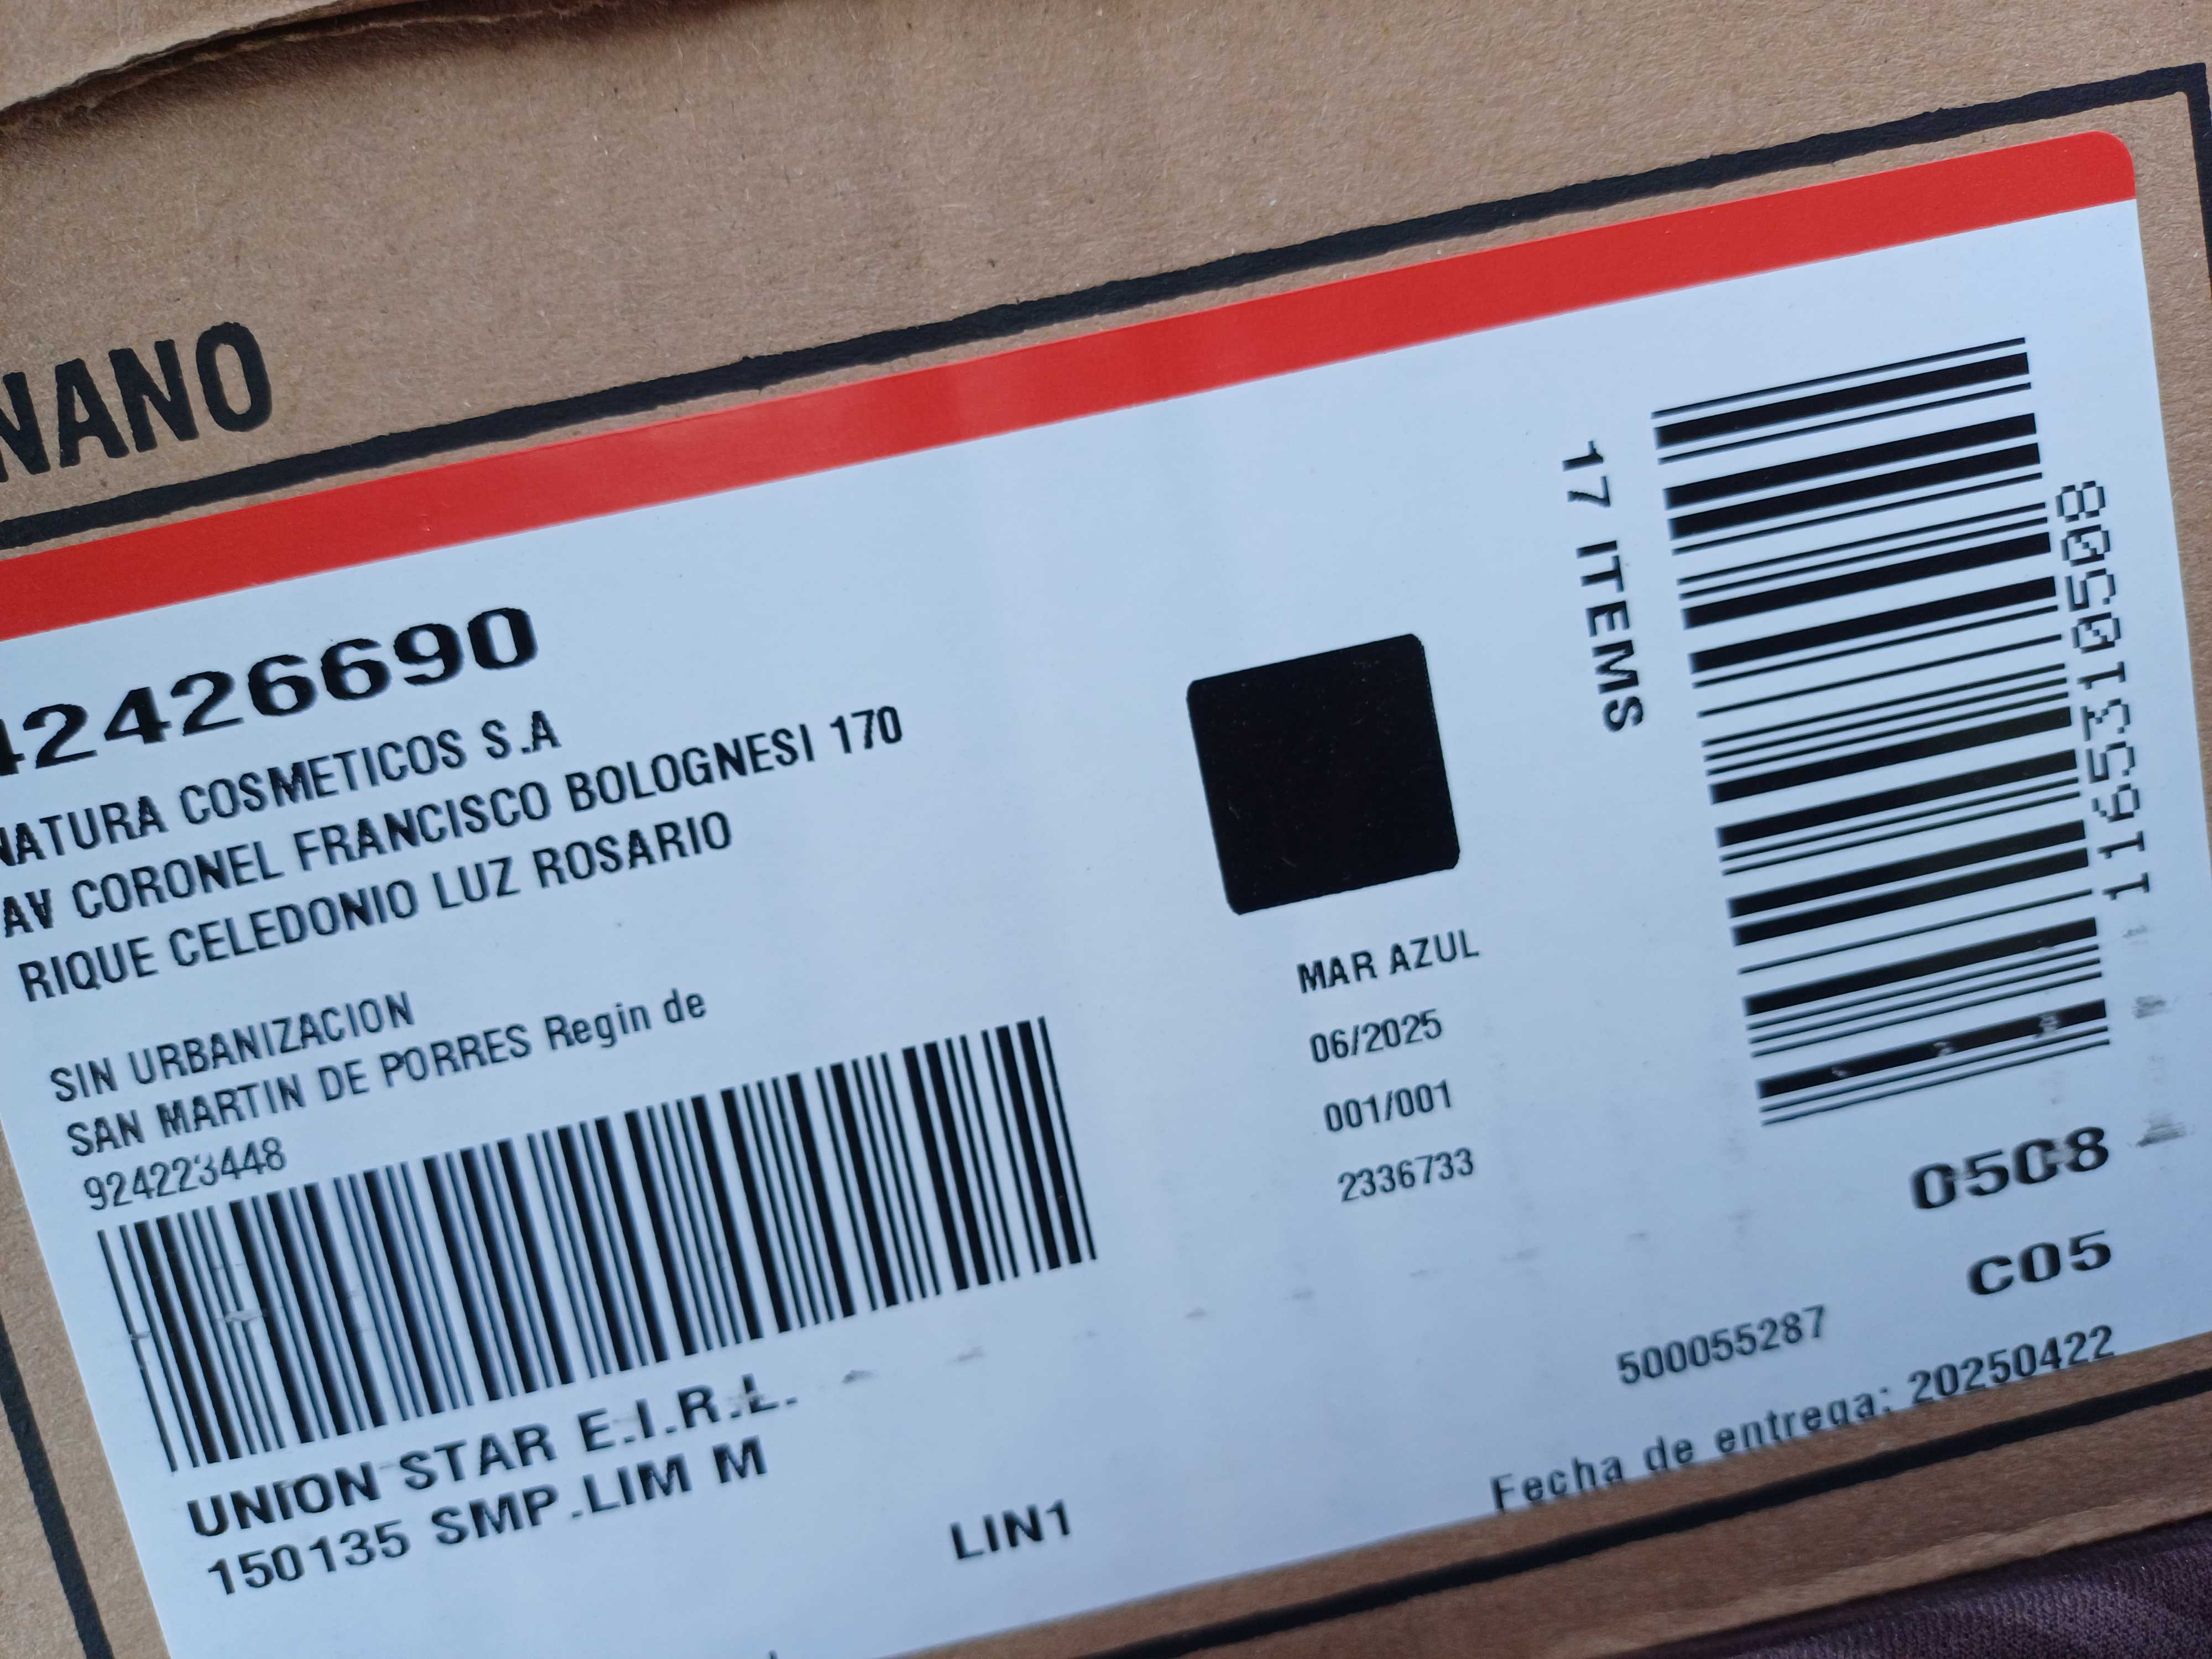 NANO
42426690
NATURA COSMETICOS S.A
AV CORONEL FRANCISCO BOLOGNESI 170
RIQUE CELEDONIO LUZ ROSARIO
SIN URBANIZACION
SAN MARTIN DE PORRES Regin de
924223448
UNION STAR E.I.R.L.
150135 SMP.LIM M
LIN1
MAR AZUL
06/2025
001/001
2336733
17 ITEMS
1165310508
0508
C05
500055287
Fecha de entrega: 20250422